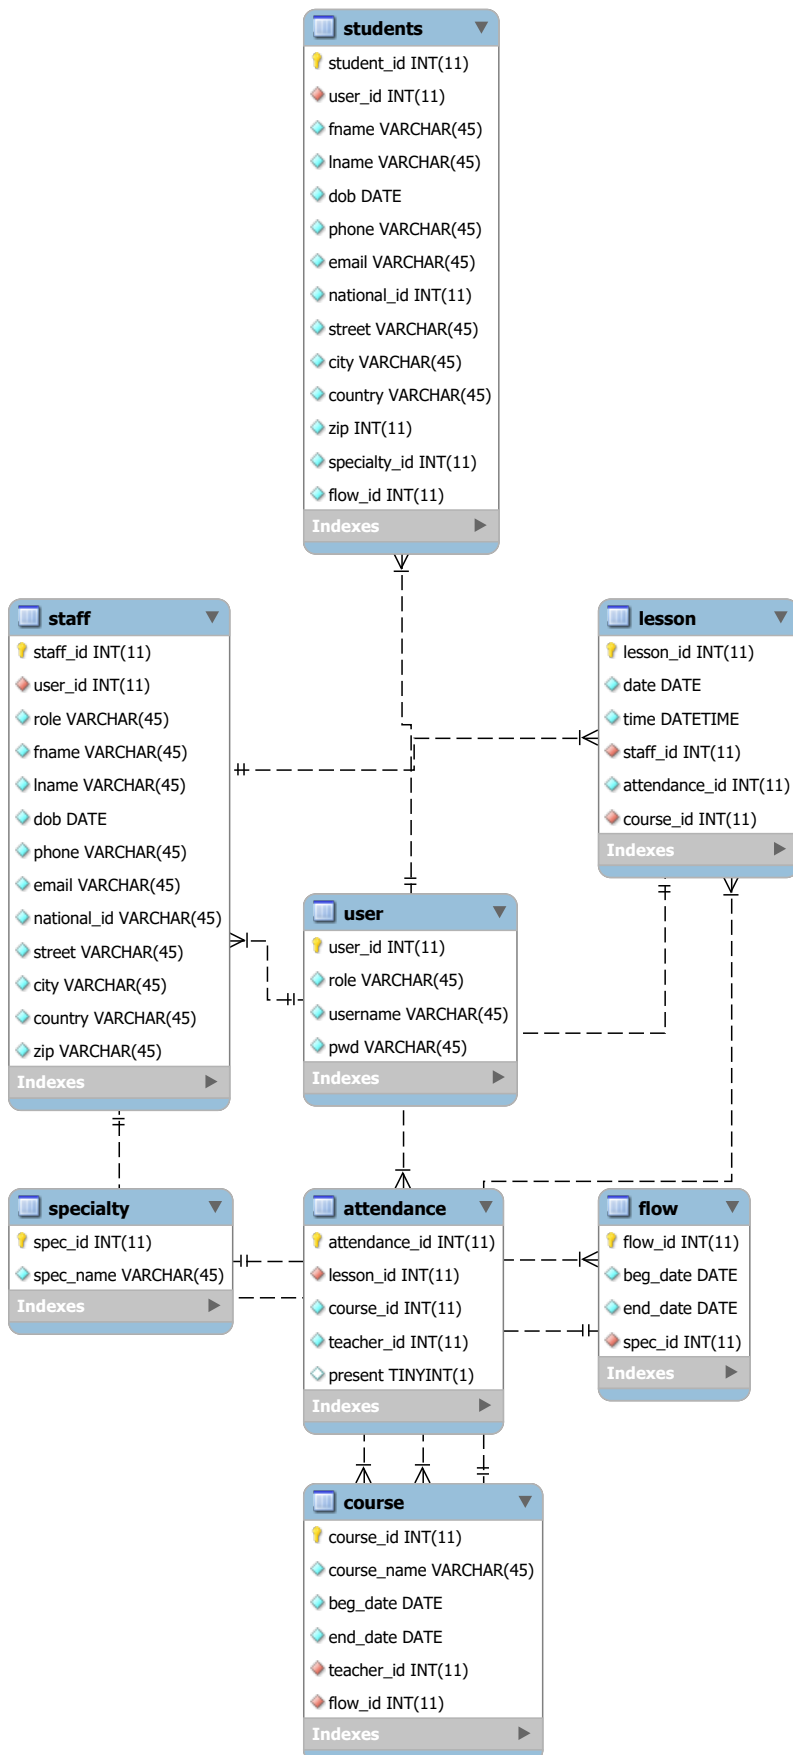 students
student_id INT(11)
user_id INT(11)
fname VARCHAR(45)
lname VARCHAR(45)
dob DATE
phone VARCHAR(45)
email VARCHAR(45)
national_id INT(11)
street VARCHAR(45)
city VARCHAR(45)
country VARCHAR(45)
zip INT(11)
specialty_id INT(11)
flow_id INT(11)
Indexes
staff
staff_id INT(11)
user_id INT(11)
role VARCHAR(45)
fname VARCHAR(45)
lname VARCHAR(45)
dob DATE
phone VARCHAR(45)
email VARCHAR(45)
national_id VARCHAR(45)
street VARCHAR(45)
city VARCHAR(45)
country VARCHAR(45)
zip VARCHAR(45)
Indexes
lesson
lesson_id INT(11)
date DATE
time DATETIME
staff_id INT(11)
attendance_id INT(11)
course_id INT(11)
Indexes
user
user_id INT(11)
role VARCHAR(45)
username VARCHAR(45)
pwd VARCHAR(45)
Indexes
specialty
spec_id INT(11)
spec_name VARCHAR(45)
Indexes
attendance
attendance_id INT(11)
lesson_id INT(11)
course_id INT(11)
teacher_id INT(11)
present TINYINT(1)
Indexes
flow
flow_id INT(11)
beg_date DATE
end_date DATE
spec_id INT(11)
Indexes
course
course_id INT(11)
course_name VARCHAR(45)
beg_date DATE
end_date DATE
teacher_id INT(11)
flow_id INT(11)
Indexes